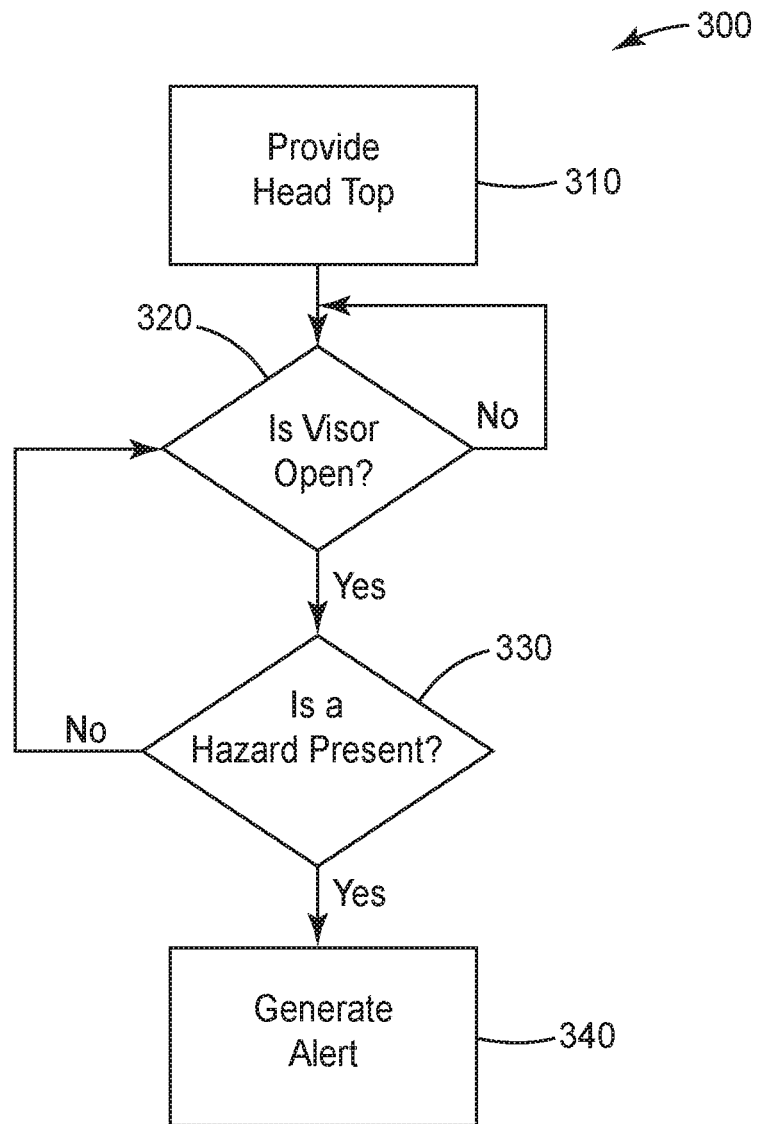 300
Provide
Head Top
310
320
Is Visor
Open?
No
Yes
330
Is a
Hazard Present?
No
Yes
Generate
Alert
340